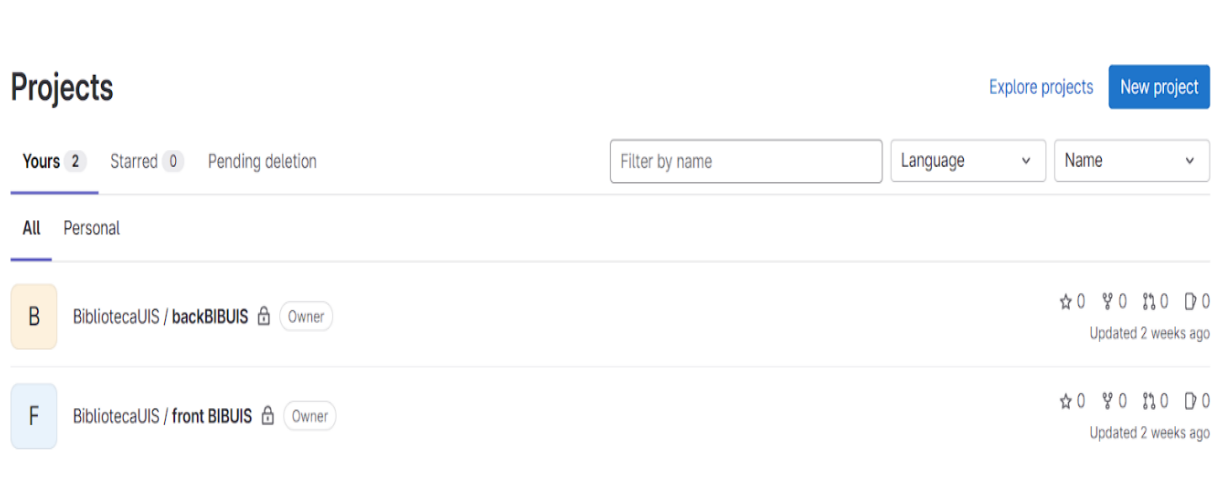 Projects
Explore projects
New project
Yours 2
Starred 0
Pending deletion
Filter by name
Language
Name
All
Personal
B
BibliotecaUIS / backBIBUIS
Owner
0 0 0 0
Updated 2 weeks ago
F
BibliotecaUIS / front BIBUIS
Owner
0 0 0 0
Updated 2 weeks ago